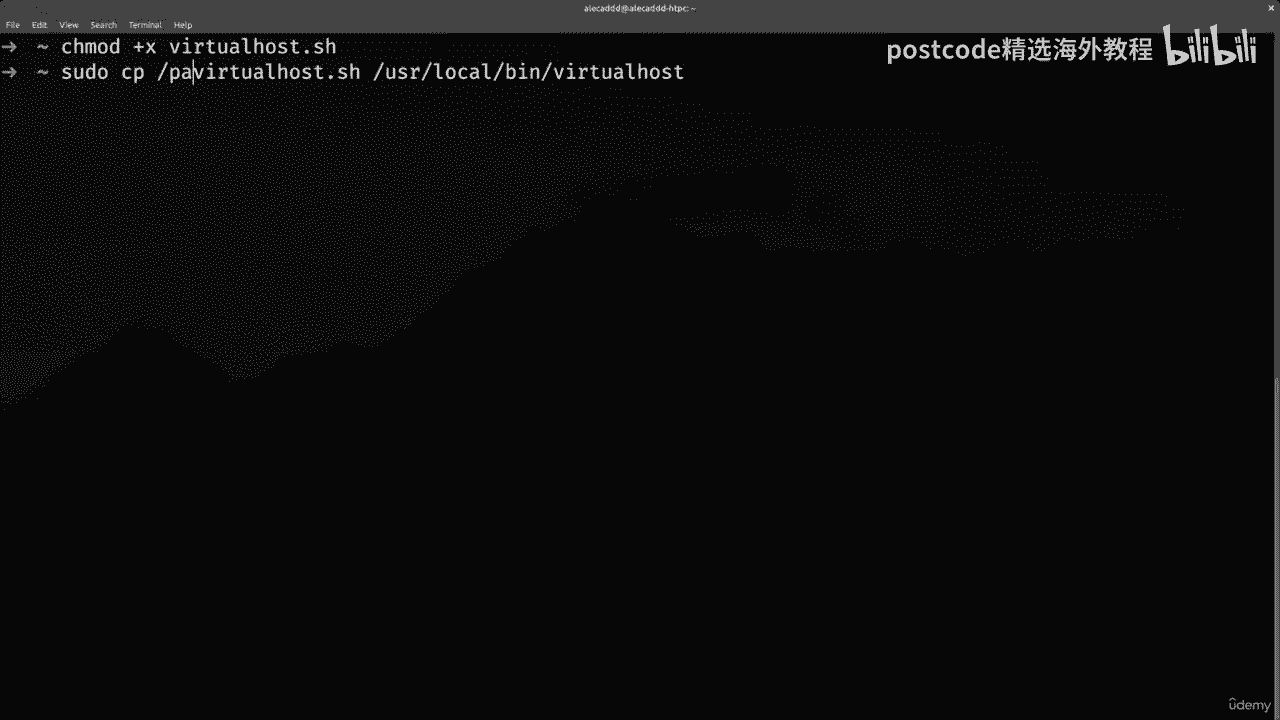 alecaddd@alecaddd-htpc: ~
File Edit View Search Terminal Help
→ ~ chmod +x virtualhost.sh
→ ~ sudo cp /pavirtualhost.sh /usr/local/bin/virtualhost
postcode精选海外教程 bilibili
ûdemy